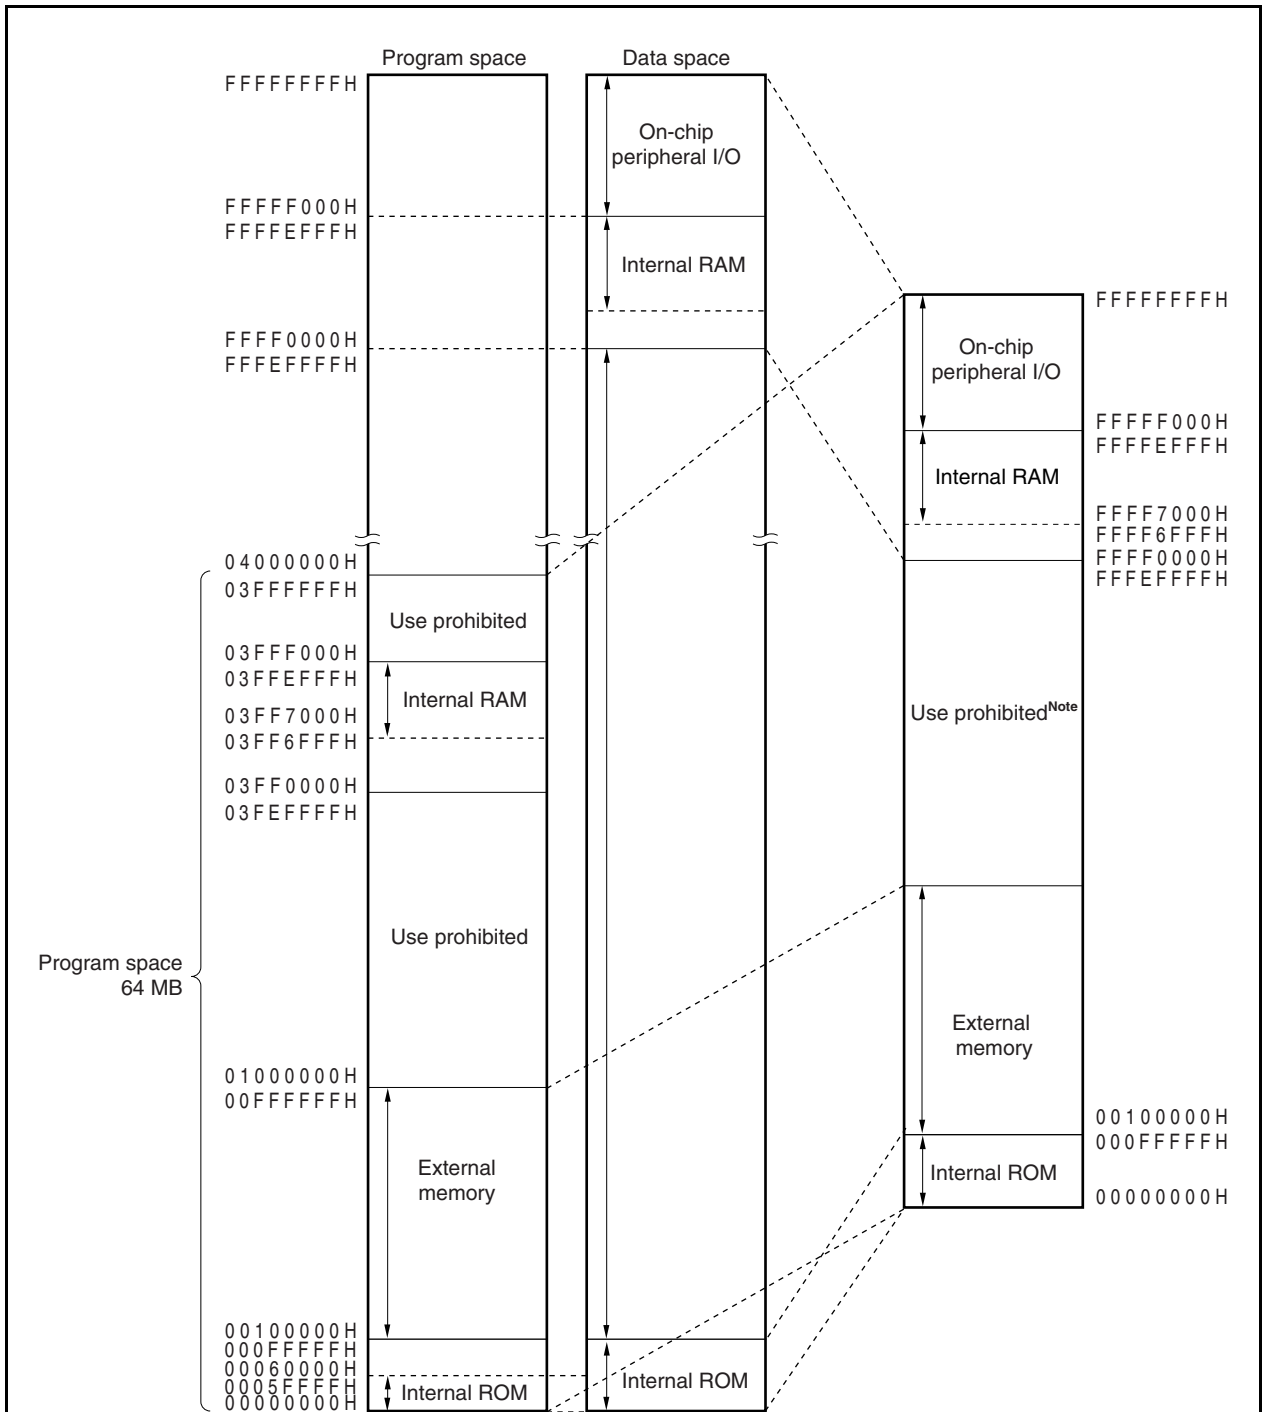 Program space
Data space
FFFFFFFFH
On-chip
peripheral I/O
FFFFF000H
FFFFEFFFH
Internal RAM
FFFF0000H
FFFEFFFFH
04000000H
03FFFFFFH
Use prohibited
03FFF000H
03FFEFFFH
Internal RAM
03FF7000H
03FF6FFFH
03FF0000H
03FEFFFFH
Use prohibited
Program space
64 MB
01000000H
00FFFFFFH
External
memory
00100000H
000FFFFFH
00060000H
0005FFFFH
00000000H
Internal ROM
Internal ROM
FFFFFFFFH
On-chip
peripheral I/O
FFFFF000H
FFFFEFFFH
Internal RAM
FFFF7000H
FFFF6FFFH
FFFF0000H
FFFEFFFFH
Use prohibitedNote
External
memory
00100000H
000FFFFFH
Internal ROM
00000000H